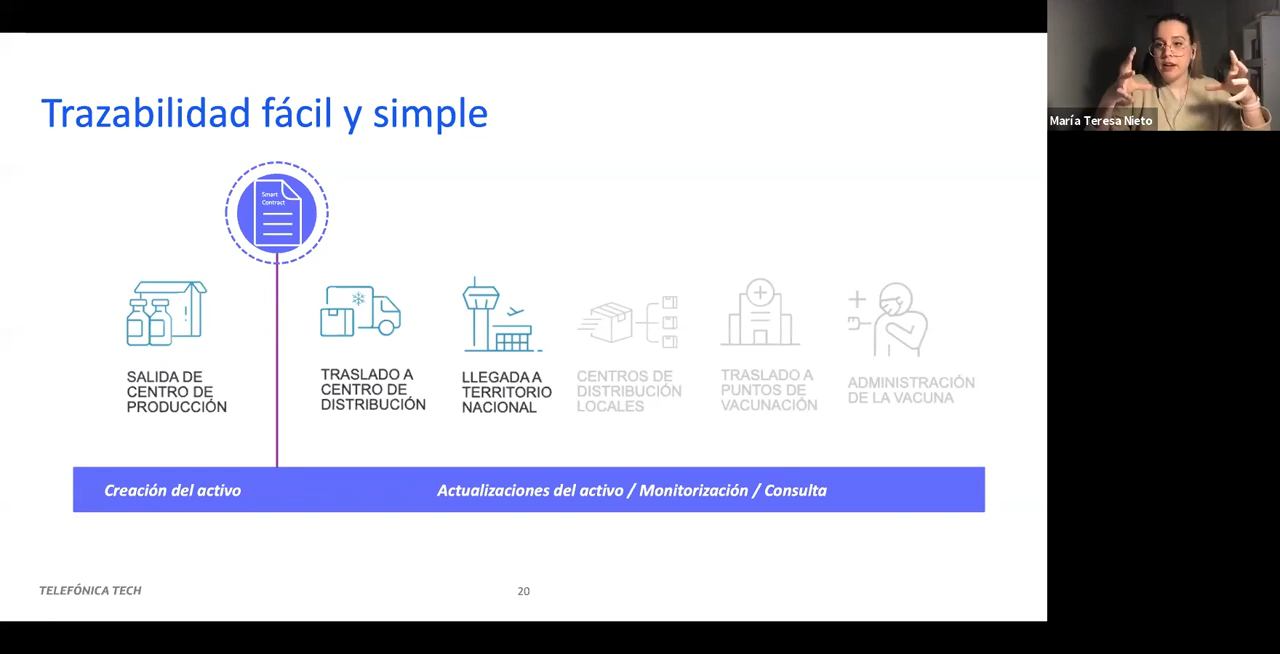 Trazabilidad fácil y simple
María Teresa Nieto
Smart
Contract
SALIDA DE
CENTRO DE
PRODUCCIÓN
TRASLADO A
CENTRO DE
DISTRIBUCIÓN
LLEGADA A
TERRITORIO
NACIONAL
CENTROS DE
DISTRIBUCIÓN
LOCALES
TRASLADO A
PUNTOS DE
VACUNACIÓN
ADMINISTRACIÓN
DE LA VACUNA
Creación del activo
Actualizaciones del activo / Monitorización / Consulta
TELEFÓNICA TECH
20